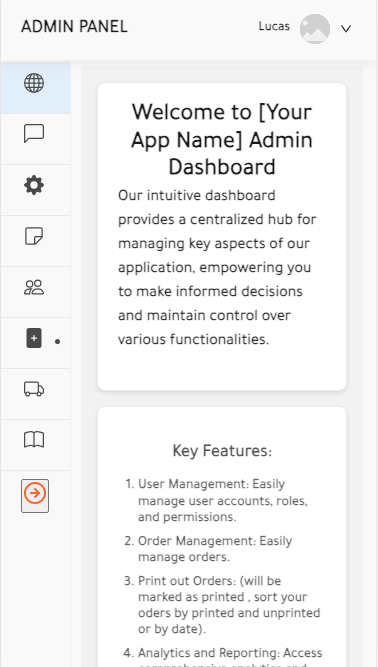 ADMIN PANEL
Lucas
Welcome to [Your
App Name] Admin
Dashboard
Our intuitive dashboard
provides a centralized hub for
managing key aspects of our
application, empowering you
to make informed decisions
and maintain control over
various functionalities.
Key Features:
1. User Management: Easily
manage user accounts, roles,
and permissions.
2. Order Management: Easily
manage orders.
3. Print out Orders: (will be
marked as printed , sort your
oders by printed and unprinted
or by date).
4. Analytics and Reporting: Access
comprehensive analytics and